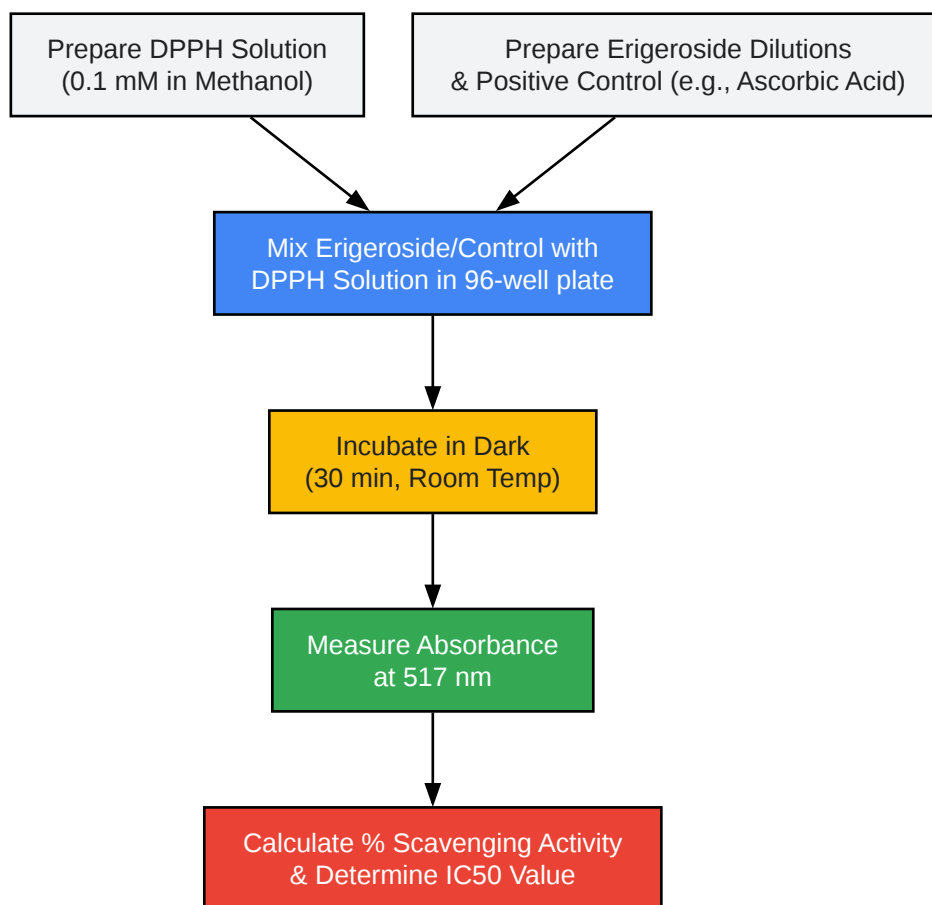 Prepare DPPH Solution
(0.1 mM in Methanol)
Prepare Erigeroside Dilutions
& Positive Control (e.g., Ascorbic Acid)
Mix Erigeroside/Control with
DPPH Solution in 96-well plate
Incubate in Dark
(30 min, Room Temp)
Measure Absorbance
at 517 nm
Calculate % Scavenging Activity
& Determine IC50 Value